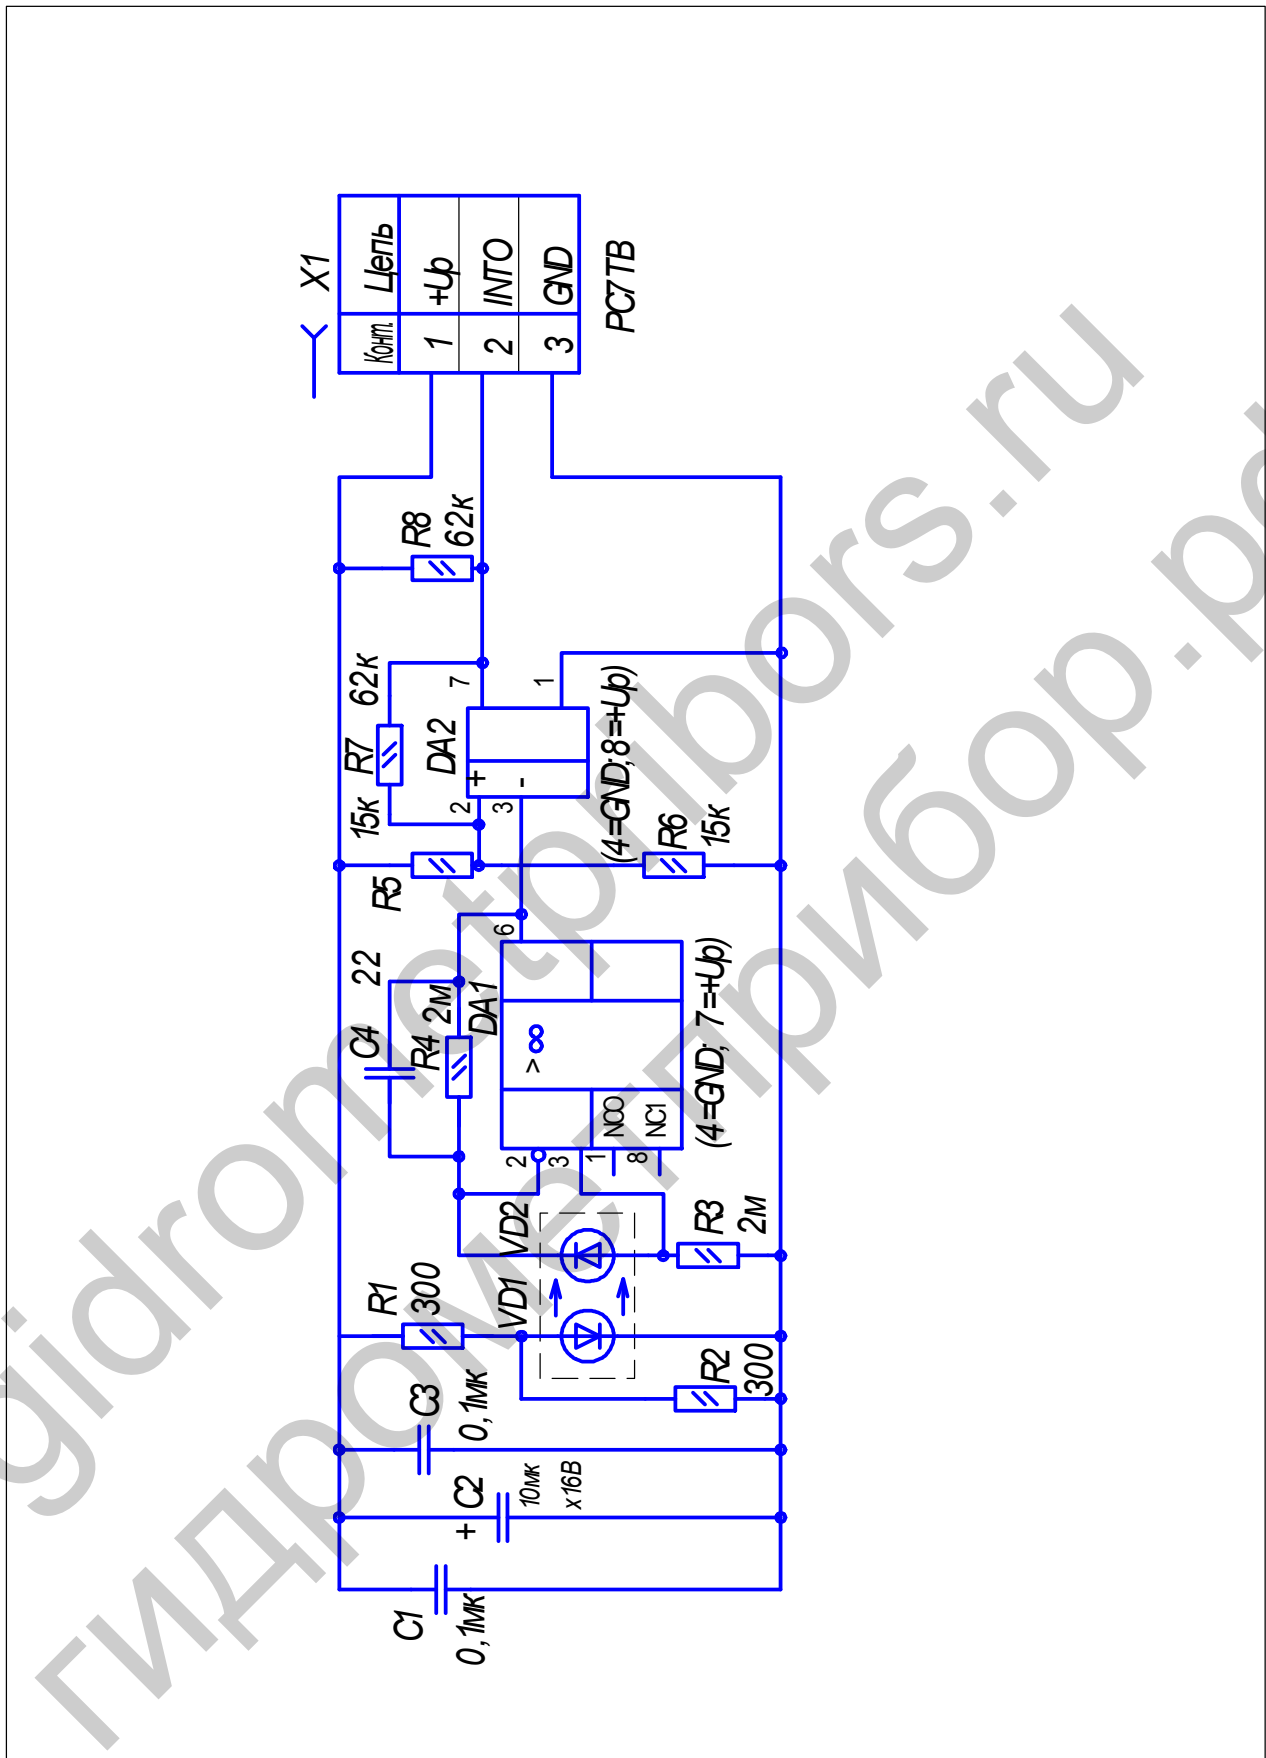 X1
Конт.
Цепь
1
+Up
2
INTO
3
GND
РС7ТВ
R8
62к
R7
62к
7
1
DA2
+
-
2
3
(4=GND;8=+Up)
R5
15к
R6
15к
C4
22
R4
2м
DA1
6
>∞
NC0
NC1
2
3
1
8
(4=GND; 7=+Up)
R3
2м
VD2
VD1
R1
300
R2
300
C3
0,1мк
+
C2
10мк
х16В
C1
0,1мк
gidrometpribors.ru
гидрометприбор.рф